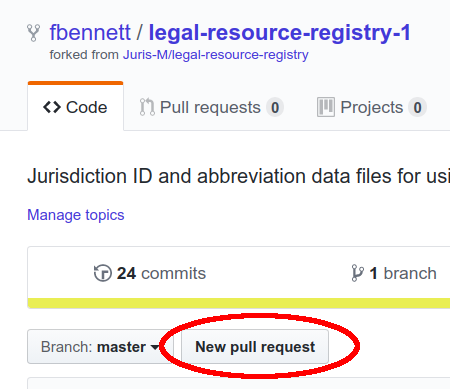 fbennett / legal-resource-registry-1
forked from Juris-M/legal-resource-registry
Code Pull requests 0 Projects 0
Jurisdiction ID and abbreviation data files for usi
Manage topics
24 commits 1 branch
Branch: master New pull request